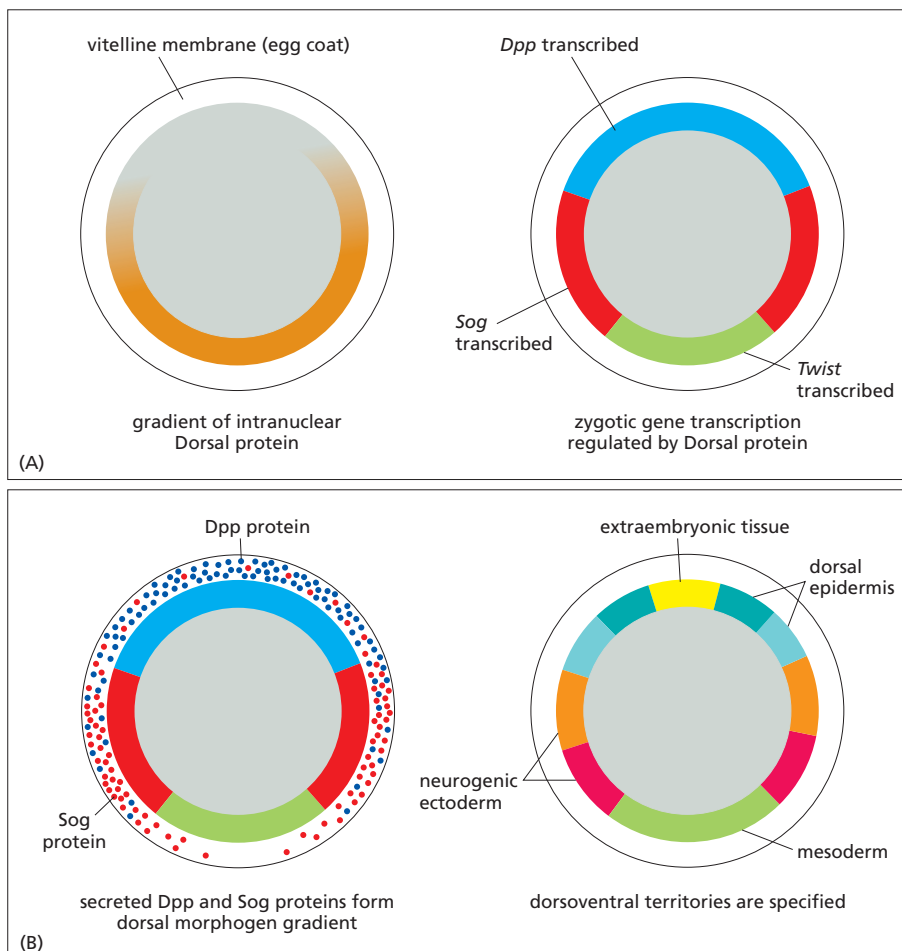 vitelline membrane (egg coat)
Dpp transcribed
Sog
transcribed
Twist
transcribed
gradient of intranuclear
Dorsal protein
zygotic gene transcription
regulated by Dorsal protein
(A)
Dpp protein
extraembryonic tissue
dorsal
epidermis
neurogenic
ectoderm
Sog
protein
mesoderm
secreted Dpp and Sog proteins form
dorsal morphogen gradient
dorsoventral territories are specified
(B)